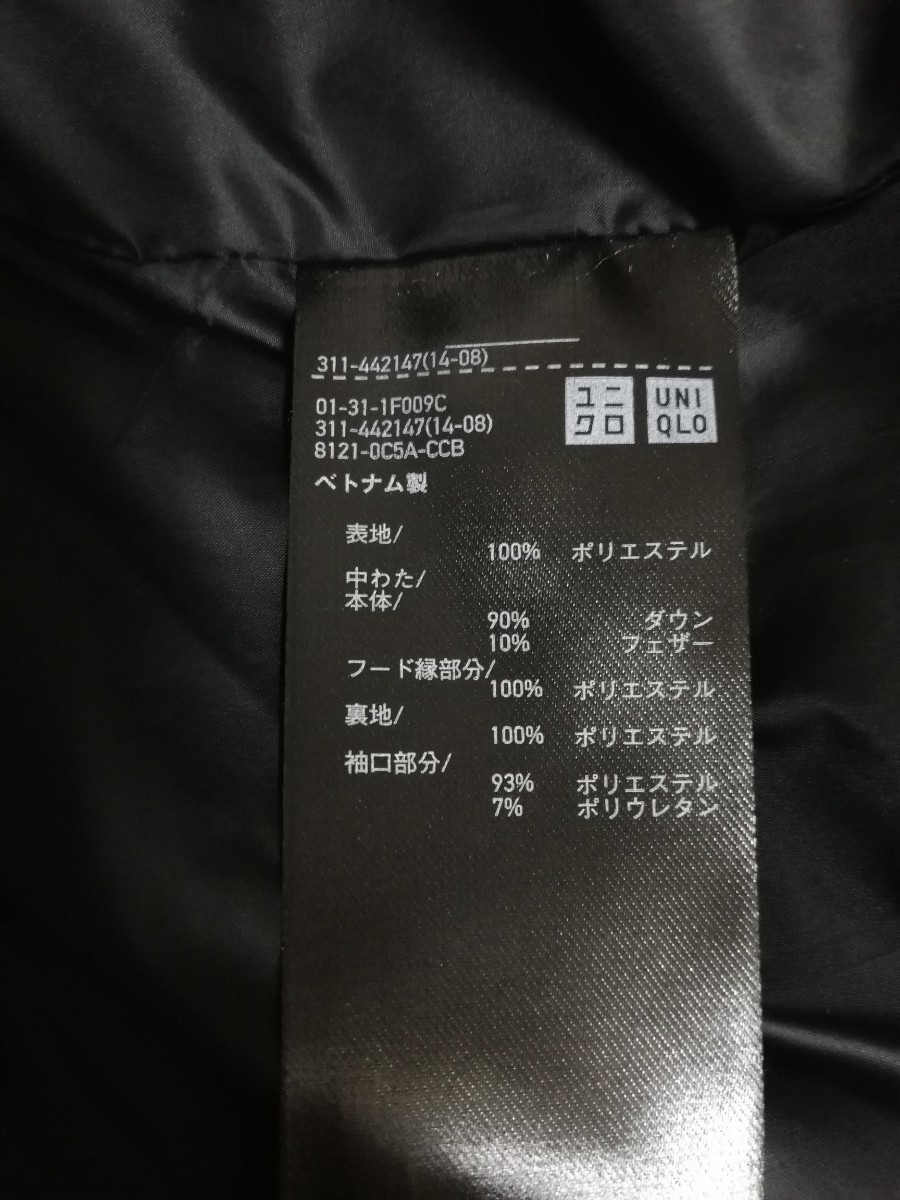 311-442147(14-08)
01-31-1F009C
311-442147(14-08)
8121-0C5A-CCB
ユニ
クロ
UNI
QLO
ベトナム製
表地/
100% ポリエステル
中わた/
本体/
90% ダウン
10% フェザー
フード縁部分/
100% ポリエステル
裏地/
100% ポリエステル
袖口部分/
93% ポリエステル
7% ポリウレタン